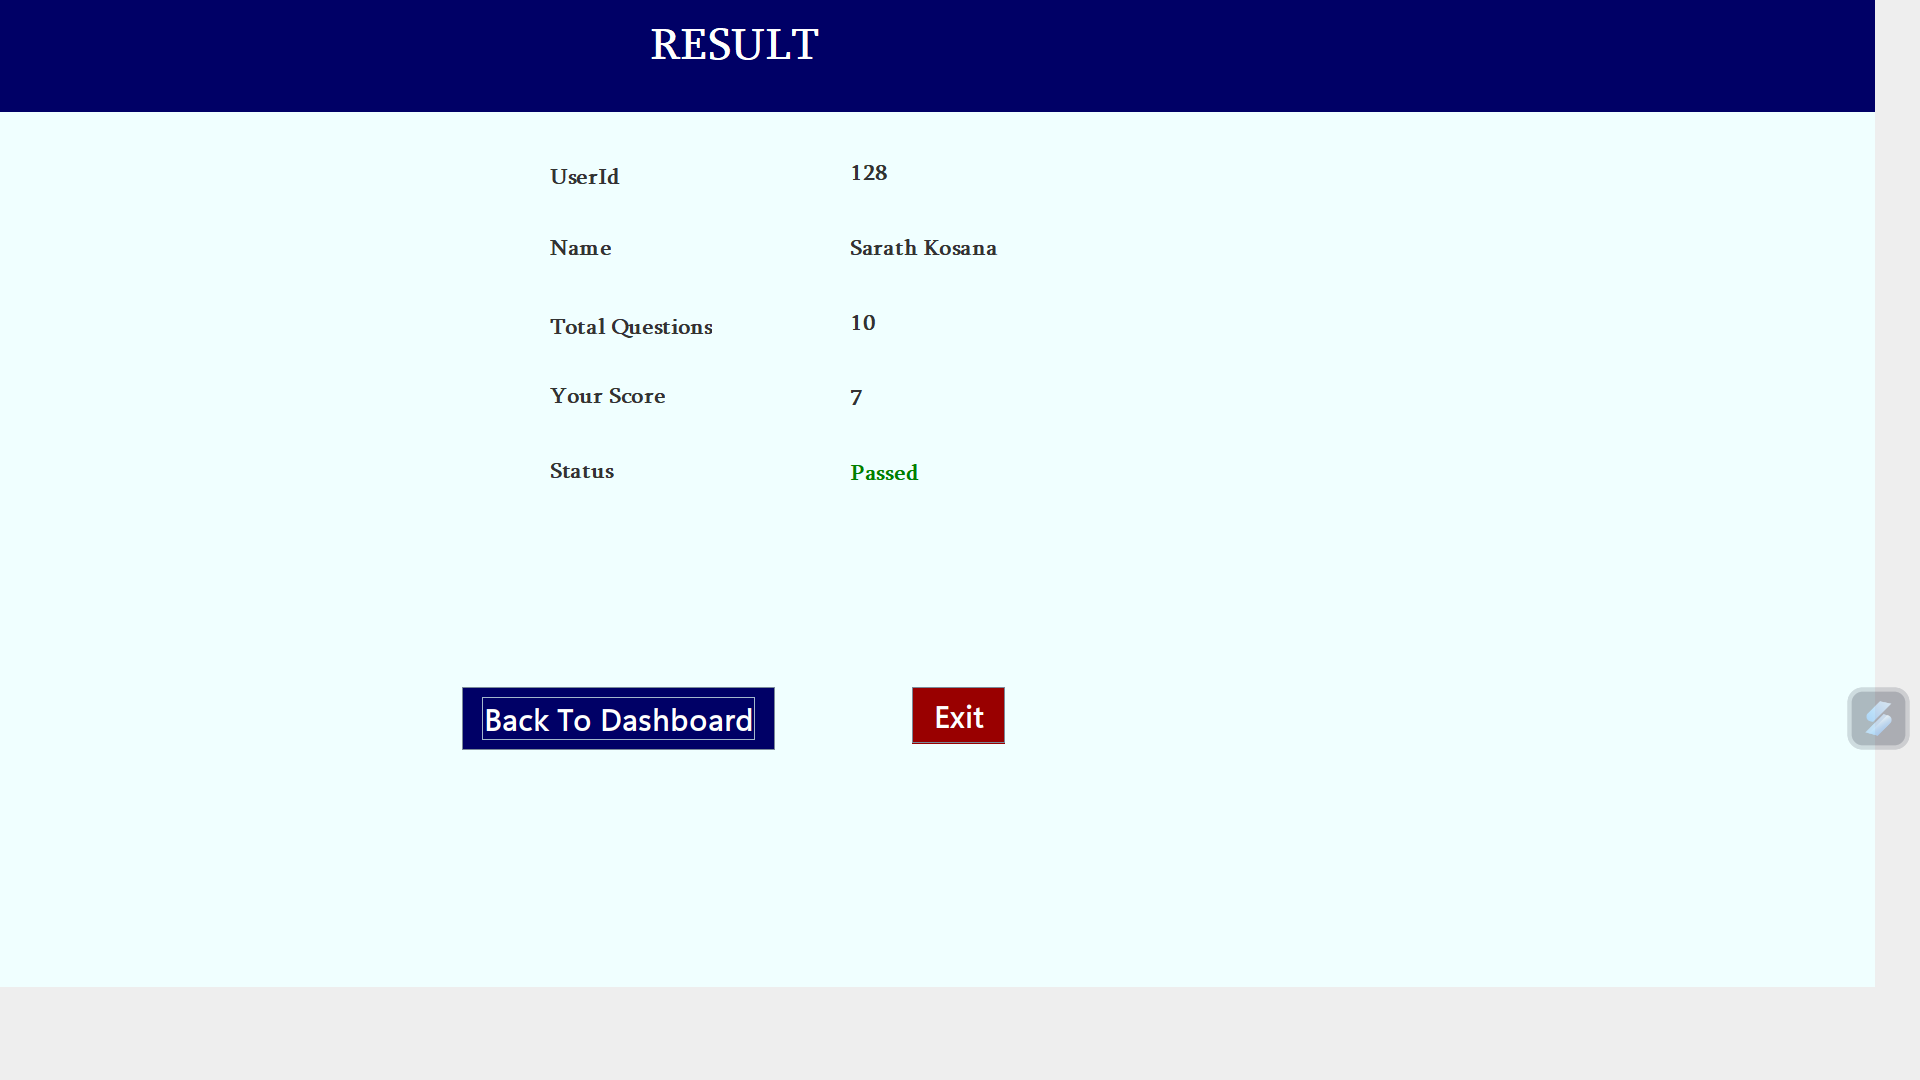 RESULT
UserId 128
Name Sarath Kosana
Total Questions 10
Your Score 7
Status Passed
Back To Dashboard Exit